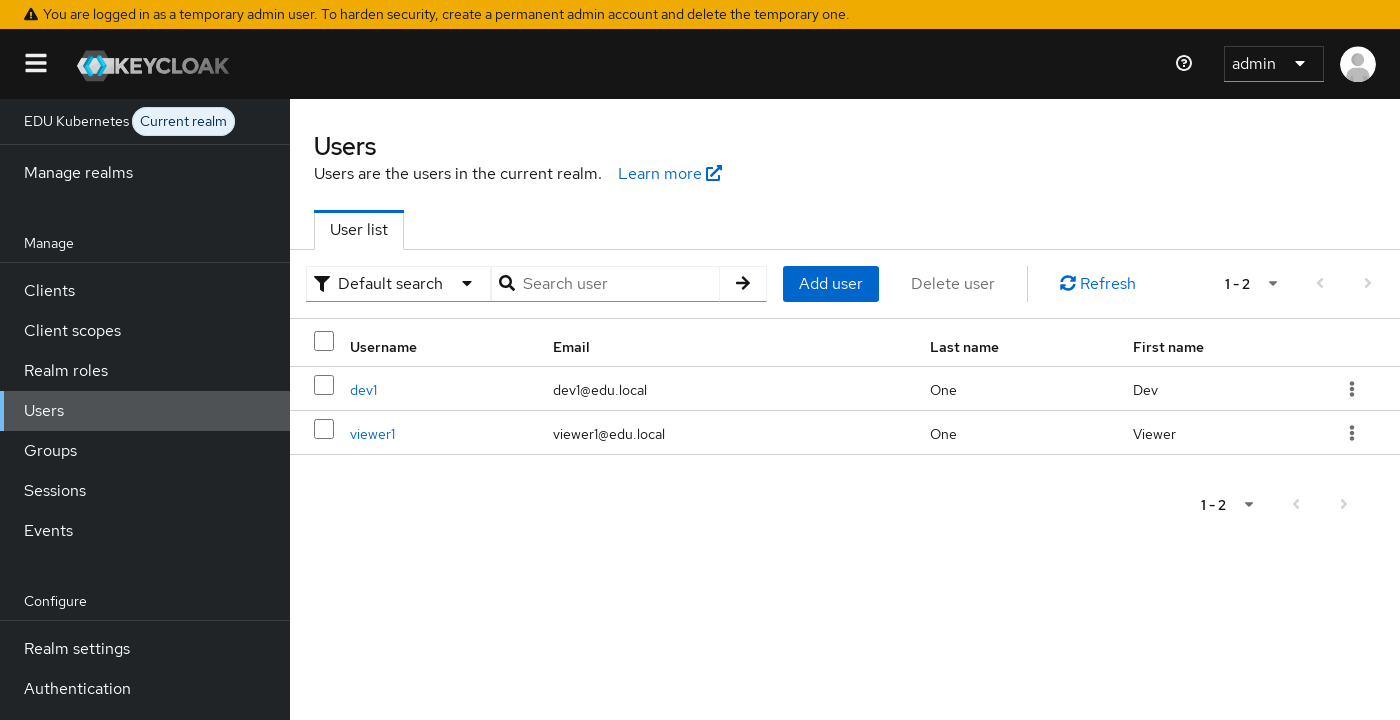 You are logged in as a temporary admin user. To harden security, create a permanent admin account and delete the temporary one.
KEYCLOAK
admin
EDU Kubernetes Current realm
Manage realms
Manage
Clients
Client scopes
Realm roles
Users
Groups
Sessions
Events
Configure
Realm settings
Authentication
Users
Users are the users in the current realm. Learn more
User list
Default search Search user Add user Delete user Refresh 1 - 2
Username Email Last name First name
dev1 dev1@edu.local One Dev
viewer1 viewer1@edu.local One Viewer
1 - 2